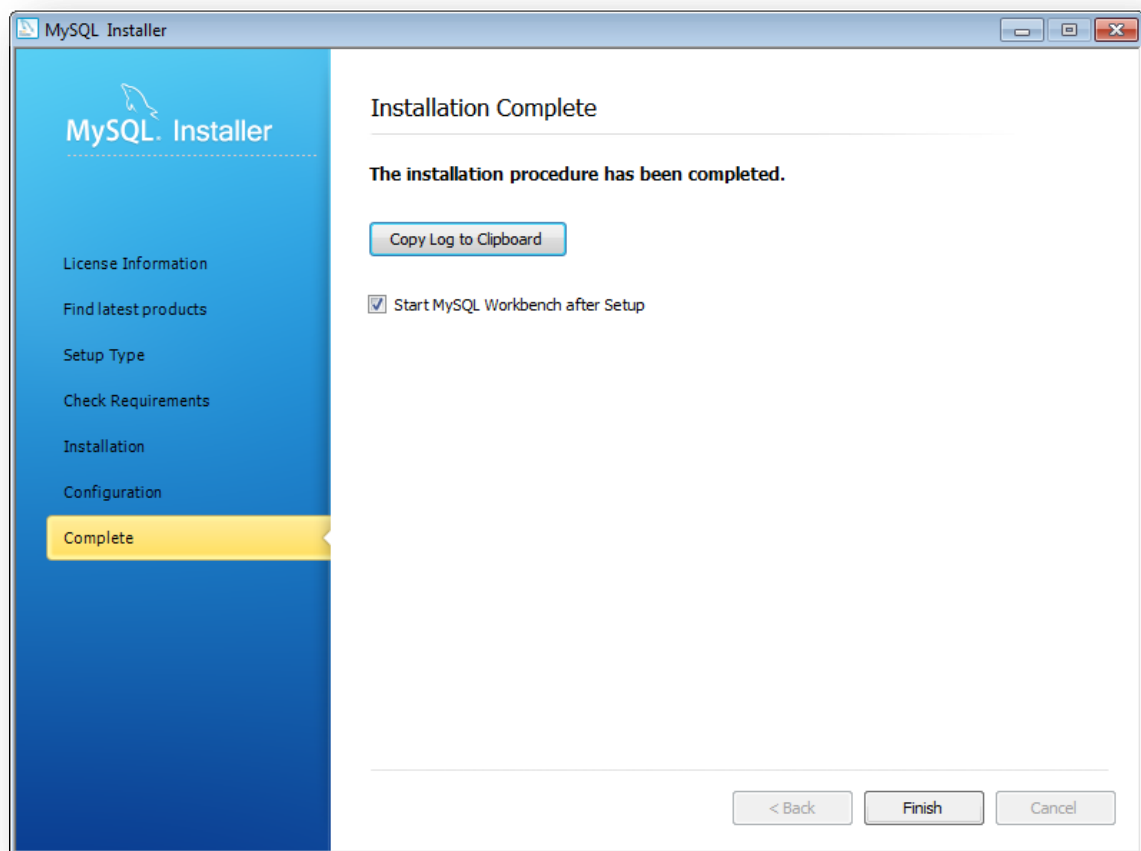 MySQL Installer
MySQL. Installer
License Information
Find latest products
Setup Type
Check Requirements
Installation
Configuration
Complete
Installation Complete
The installation procedure has been completed.
Copy Log to Clipboard
Start MySQL Workbench after Setup
< Back
Finish
Cancel